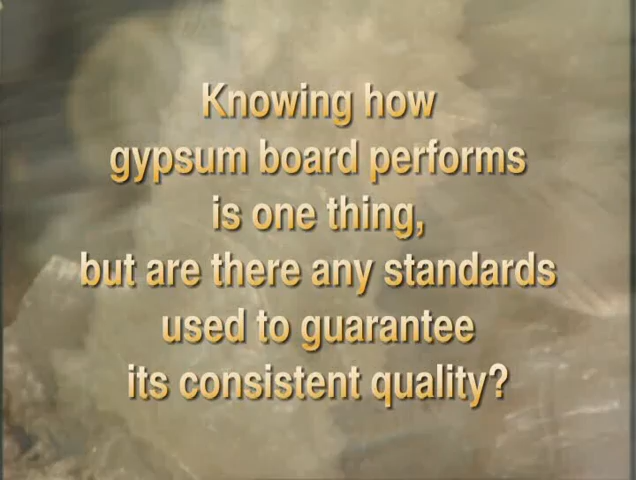 Knowing how
gypsum board performs
is one thing,
but are there any standards
used to guarantee
its consistent quality?